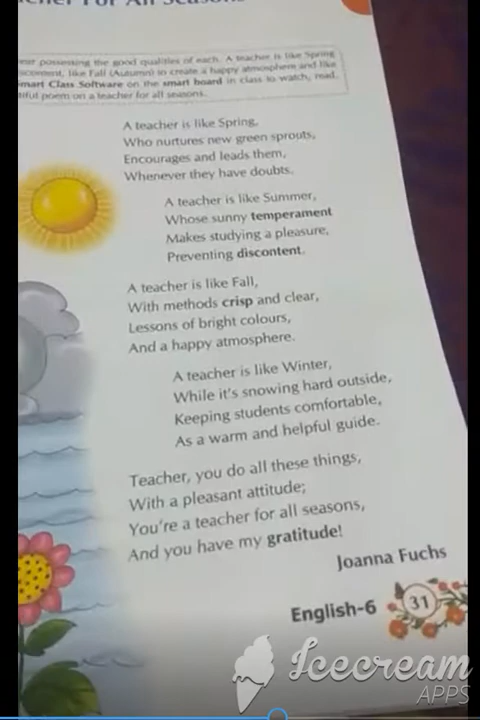 For All Seasons
possessing the good qualities of each. A teacher is like Spring
like Fall (Autumn) to create a happy atmosphere and like
Smart Class Software on the smart board in class to watch, read
poem on a teacher for all seasons.
A teacher is like Spring,
Who nurtures new green sprouts,
Encourages and leads them,
Whenever they have doubts.
A teacher is like Summer,
Whose sunny temperament
Makes studying a pleasure,
Preventing discontent.
A teacher is like Fall,
With methods crisp and clear,
Lessons of bright colours,
And a happy atmosphere.
A teacher is like Winter,
While it's snowing hard outside,
Keeping students comfortable,
As a warm and helpful guide.
Teacher, you do all these things,
With a pleasant attitude;
You're a teacher for all seasons,
And you have my gratitude!
Joanna Fuchs
English-6 31
Icecream
APPS